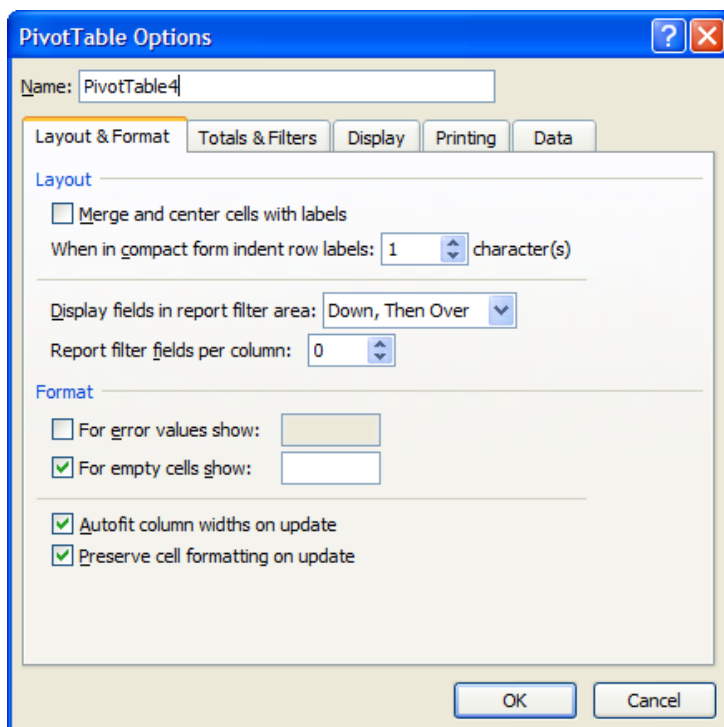 PivotTable Options
Name: PivotTable4
Layout & Format Totals & Filters Display Printing Data
Layout
Merge and center cells with labels
When in compact form indent row labels: 1 character(s)
Display fields in report filter area: Down, Then Over
Report filter fields per column: 0
Format
For error values show:
For empty cells show:
Autofit column widths on update
Preserve cell formatting on update
OK Cancel